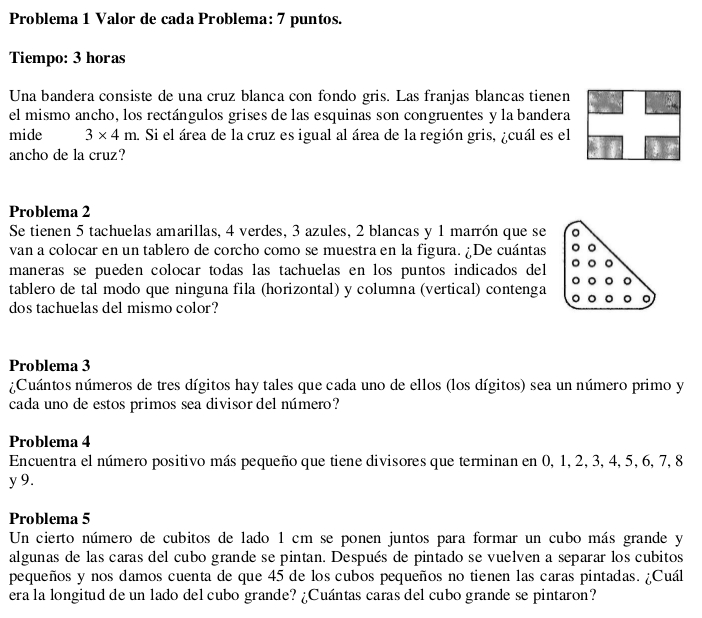 Problema 1 Valor de cada Problema: 7 puntos.
Tiempo: 3 horas
Una bandera consiste de una cruz blanca con fondo gris. Las franjas blancas tienen
el mismo ancho, los rectángulos grises de las esquinas son congruentes y la bandera
mide 3 × 4 m. Si el área de la cruz es igual al área de la región gris, ¿cuál es el
ancho de la cruz?
Problema 2
Se tienen 5 tachuelas amarillas, 4 verdes, 3 azules, 2 blancas y 1 marrón que se
van a colocar en un tablero de corcho como se muestra en la figura. ¿De cuántas
maneras se pueden colocar todas las tachuelas en los puntos indicados del
tablero de tal modo que ninguna fila (horizontal) y columna (vertical) contenga
dos tachuelas del mismo color?
Problema 3
¿Cuántos números de tres dígitos hay tales que cada uno de ellos (los dígitos) sea un número primo y
cada uno de estos primos sea divisor del número?
Problema 4
Encuentra el número positivo más pequeño que tiene divisores que terminan en 0, 1, 2, 3, 4, 5, 6, 7, 8
y 9.
Problema 5
Un cierto número de cubitos de lado 1 cm se ponen juntos para formar un cubo más grande y
algunas de las caras del cubo grande se pintan. Después de pintado se vuelven a separar los cubitos
pequeños y nos damos cuenta de que 45 de los cubos pequeños no tienen las caras pintadas. ¿Cuál
era la longitud de un lado del cubo grande? ¿Cuántas caras del cubo grande se pintaron?